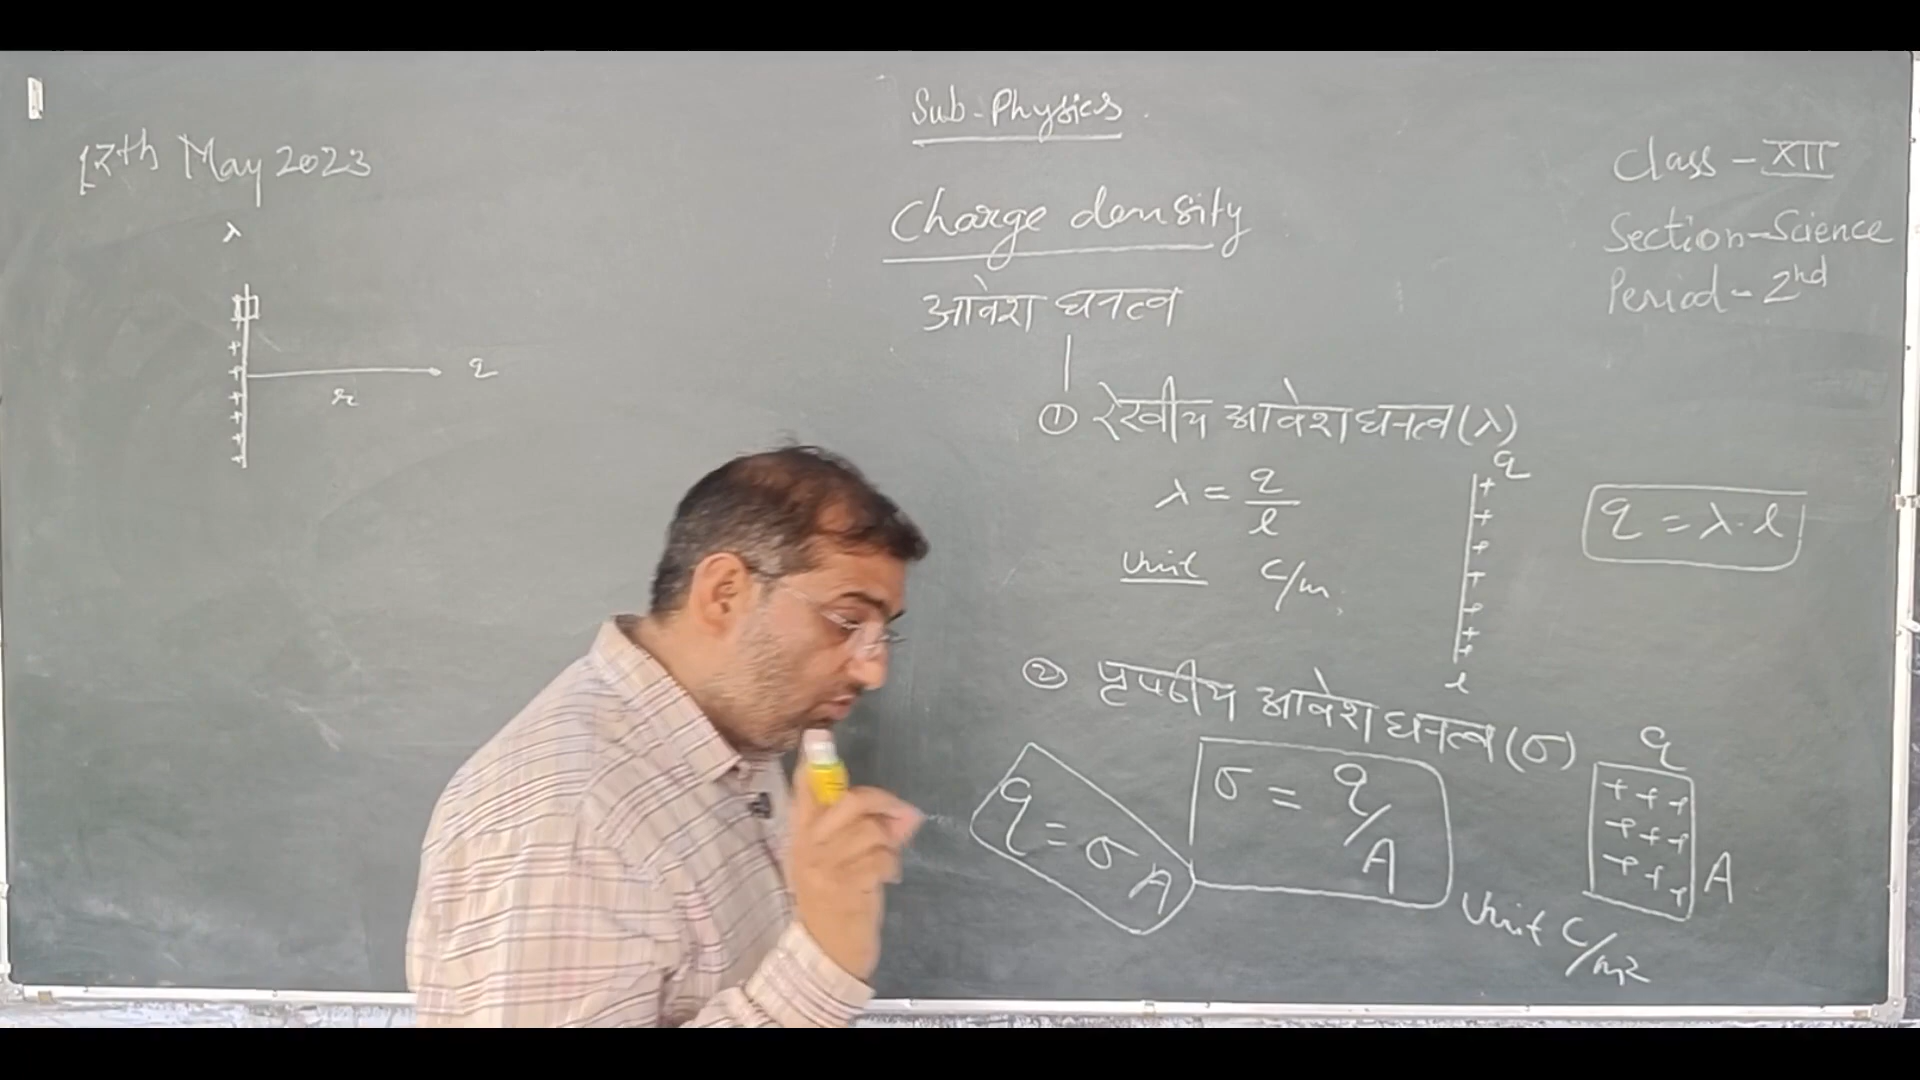 Sub-Physics
17th May 2023
Class - XII
Section-Science
Period - 2nd
Charge density
आवेश घनत्व
λ
+
+
+
+
+
+
r
q
① रेखीय आवेश घनत्व (λ)
λ = q/l
Unit C/m
q
+
+
+
+
+
+
+
l
q = λ.l
② पृष्ठीय आवेश घनत्व (σ)
q = σA
σ = q/A
Unit C/m2
q
+ + +
+ + +
+ + +
A